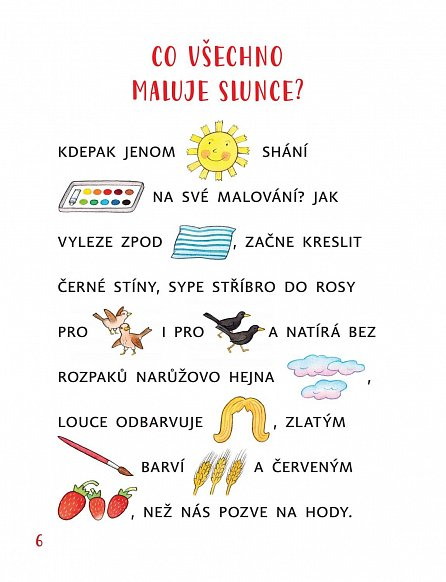 CO VŠECHNO
MALUJE SLUNCE?
KDEPAK JENOM SHÁNÍ
NA SVÉ MALOVÁNÍ? JAK
VYLEZE ZPOD , ZAČNE KRESLIT
ČERNÉ STÍNY, SYPE STŘÍBRO DO ROSY
PRO I PRO A NATÍRÁ BEZ
ROZPAKŮ NARŮŽOVO HEJNA ,
LOUCE ODBARVUJE , ZLATÝM
BARVÍ A ČERVENÝM
, NEŽ NÁS POZVE NA HODY.
6